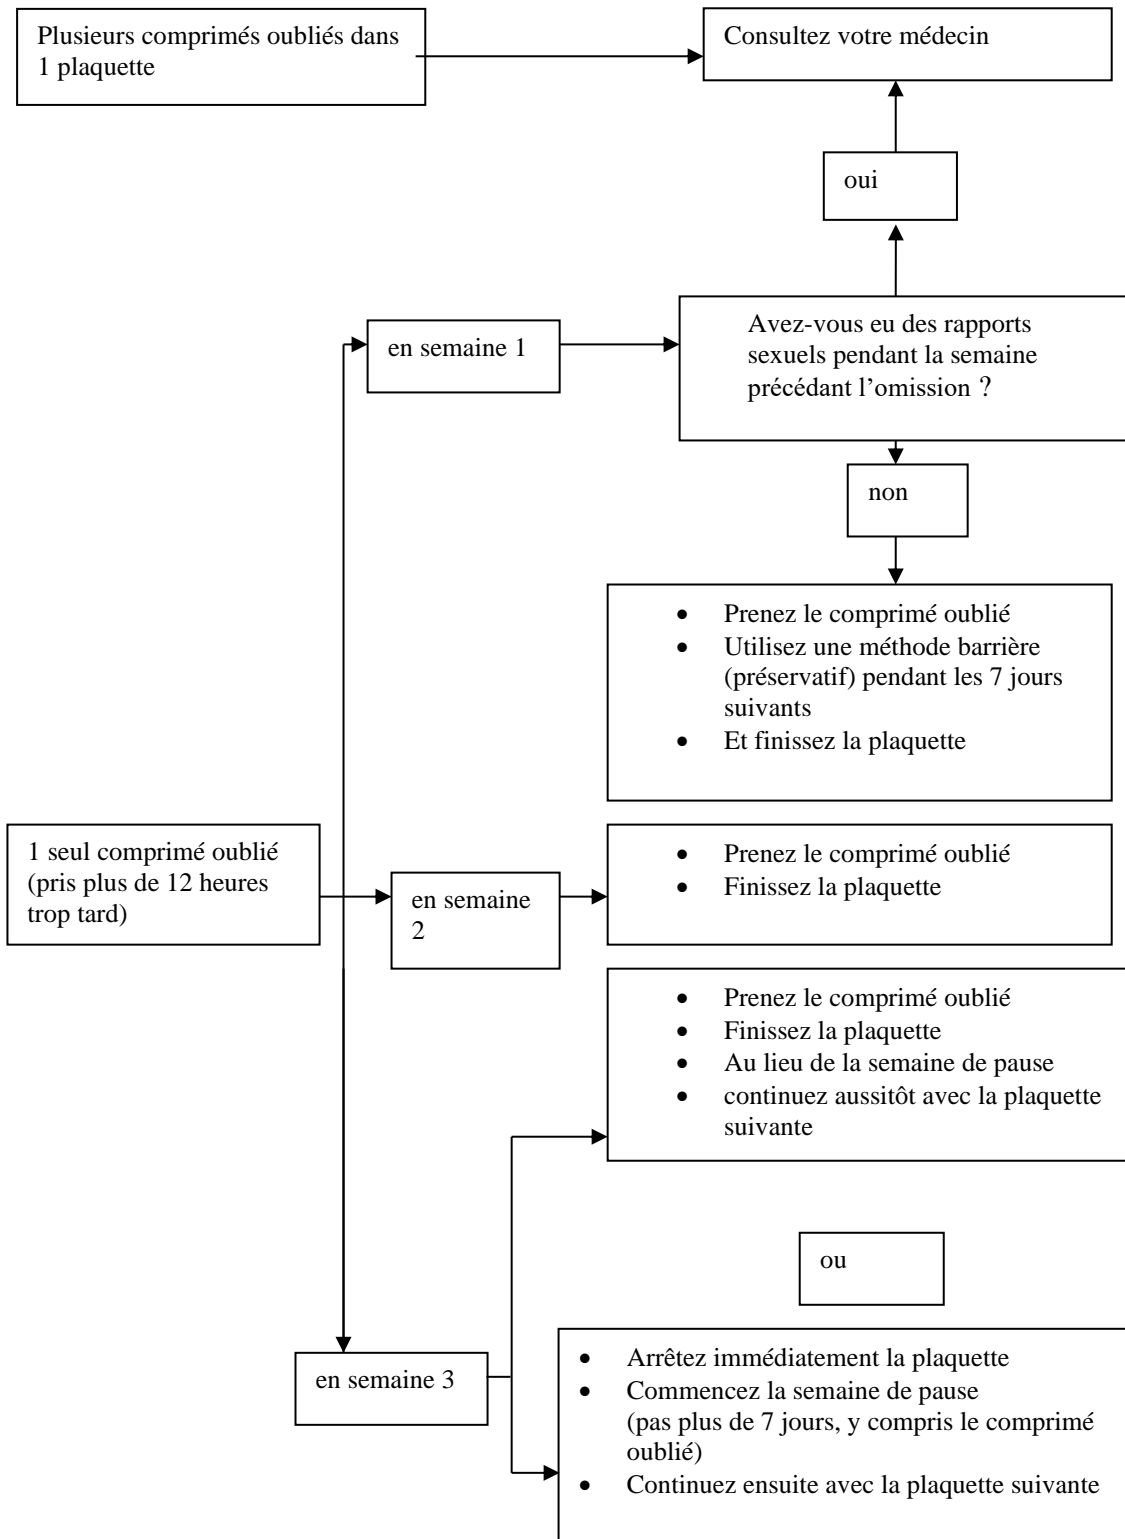 Plusieurs comprimés oubliés dans
1 plaquette
Consultez votre médecin
oui
en semaine 1
Avez-vous eu des rapports
sexuels pendant la semaine
précédant l’omission ?
non
• Prenez le comprimé oublié
• Utilisez une méthode barrière
(préservatif) pendant les 7 jours
suivants
• Et finissez la plaquette
1 seul comprimé oublié
(pris plus de 12 heures
trop tard)
en semaine
2
• Prenez le comprimé oublié
• Finissez la plaquette
• Prenez le comprimé oublié
• Finissez la plaquette
• Au lieu de la semaine de pause
• continuez aussitôt avec la plaquette
suivante
ou
en semaine 3
• Arrêtez immédiatement la plaquette
• Commencez la semaine de pause
(pas plus de 7 jours, y compris le comprimé
oublié)
• Continuez ensuite avec la plaquette suivante